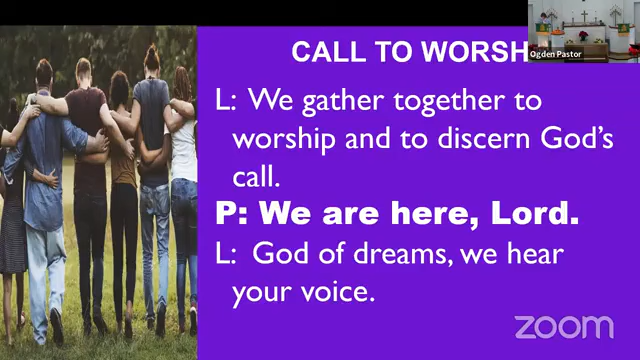 CALL TO WORSH
Ogden Pastor
L: We gather together to
worship and to discern God's
call.
P: We are here, Lord.
L: God of dreams, we hear
your voice.
zoom